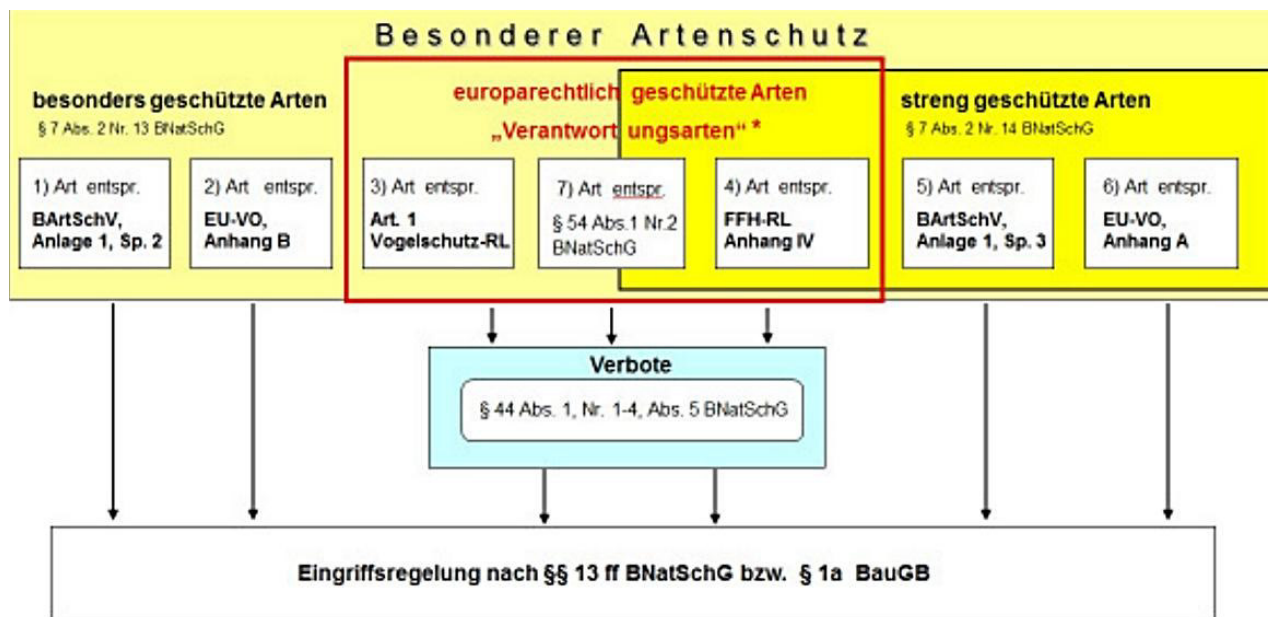 Besonderer Artenschutz
besonders geschützte Arten
§ 7 Abs. 2 Nr. 13 BNatSchG
europarechtlich geschützte Arten
„Verantwort ungsarten“ *
streng geschützte Arten
§ 7 Abs. 2 Nr. 14 BNatSchG
1) Art entspr.
BArtSchV,
Anlage 1, Sp. 2
2) Art entspr.
EU-VO,
Anhang B
3) Art entspr.
Art. 1
Vogelschutz-RL
7) Art
entspr.
§ 54 Abs.1 Nr.2
BNatSchG
4) Art entspr.
FFH-RL
Anhang IV
5) Art entspr.
BArtSchV,
Anlage 1, Sp. 3
6) Art entspr.
EU-VO,
Anhang A
Verbote
§ 44 Abs. 1, Nr. 1-4, Abs. 5 BNatSchG
Eingriffsregelung nach §§ 13 ff BNatSchG bzw. § 1a BauGB